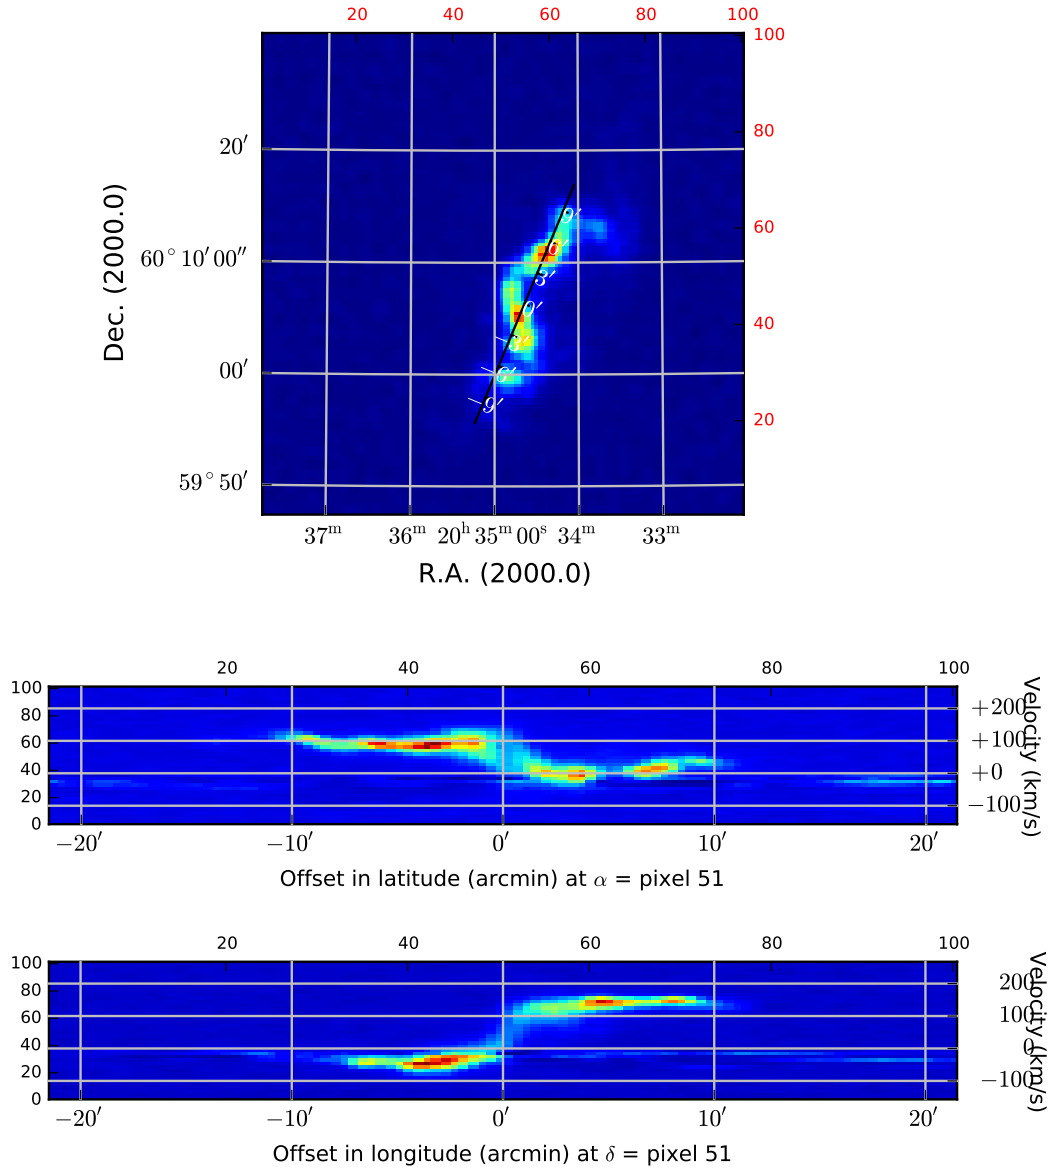 20 40 60 80 100
100
80
60
40
20
20′
60° 10′ 00″
00′
59° 50′
Dec. (2000.0)
9′
6′
3′
0′
3′
6′
9′
37ᵐ 36ᵐ 20ʰ 35ᵐ 00ˢ 34ᵐ 33ᵐ
R.A. (2000.0)
20 40 60 80 100
100
80
60
40
20
0
+200
+100
+0
−100
Velocity (km/s)
−20′ −10′ 0′ 10′ 20′
Offset in latitude (arcmin) at α = pixel 51
20 40 60 80 100
100
80
60
40
20
0
200
100
0
−100
Velocity (km/s)
−20′ −10′ 0′ 10′ 20′
Offset in longitude (arcmin) at δ = pixel 51